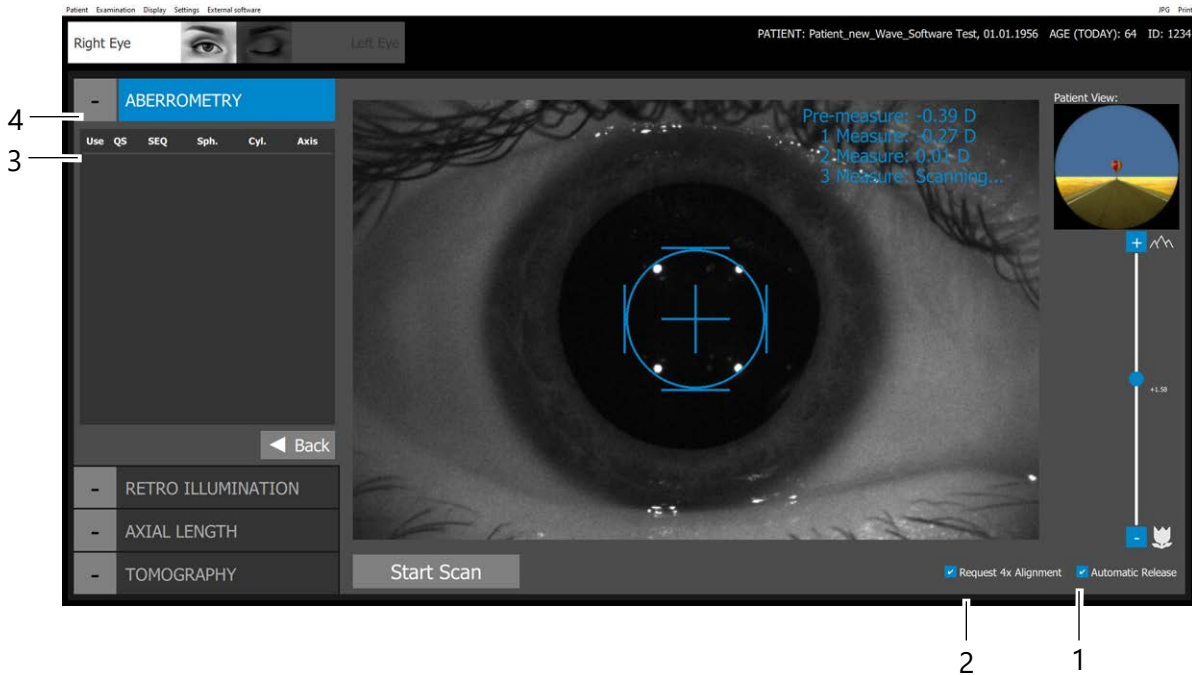 Patient Examination Display Settings External software JPG Print
Right Eye Left Eye PATIENT: Patient_new_Wave_Software Test, 01.01.1956 AGE (TODAY): 64 ID: 1234
- ABERROMETRY
4
3
Use QS SEQ Sph. Cyl. Axis
Pre-measure: -0.39 D
1 Measure: -0.27 D
2 Measure: 0.01 D
3 Measure: Scanning...
Patient View:
+
+1.58
-
Back
- RETRO ILLUMINATION
- AXIAL LENGTH
- TOMOGRAPHY
Start Scan
Request 4x Alignment Automatic Release
2 1